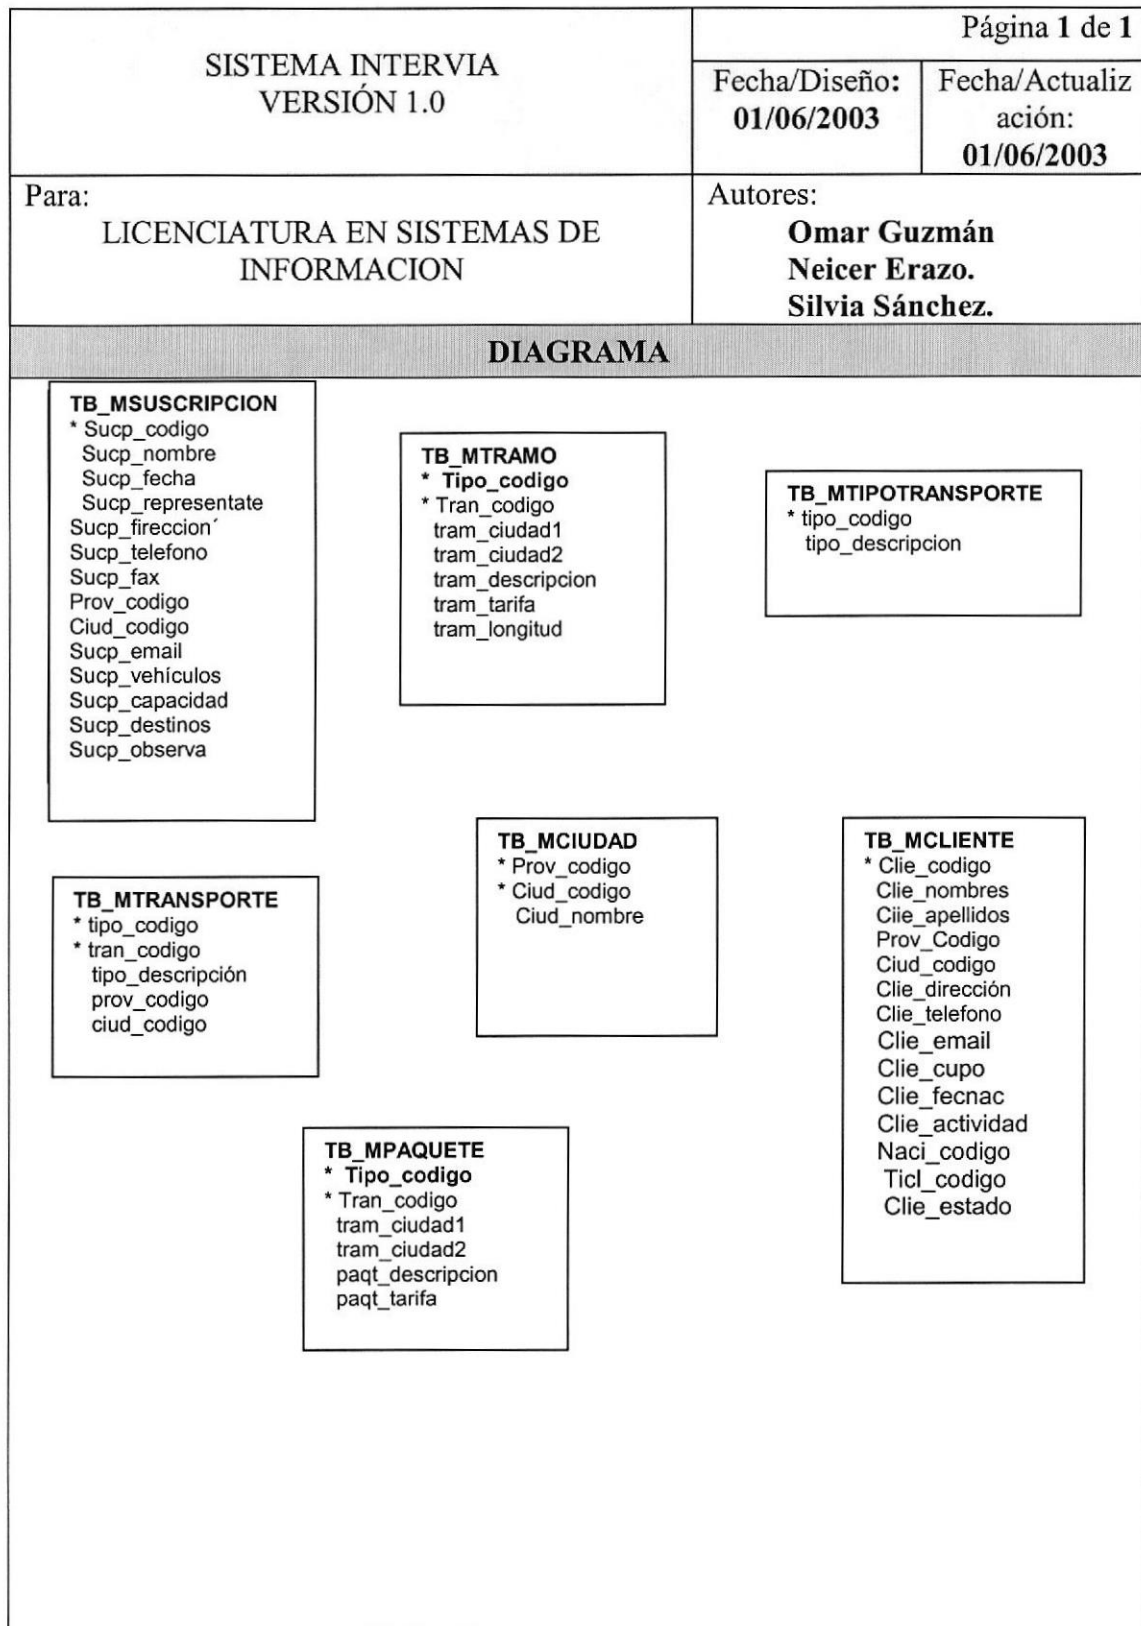 SISTEMA INTERVIA
VERSIÓN 1.0
Página 1 de 1
Fecha/Diseño:
01/06/2003
Fecha/Actualiz
ación:
01/06/2003
Para:
LICENCIATURA EN SISTEMAS DE
INFORMACION
Autores:
Omar Guzmán
Neicer Erazo.
Silvia Sánchez.
DIAGRAMA
TB_MSUSCRIPCION
* Sucp_codigo
Sucp_nombre
Sucp_fecha
Sucp_representate
Sucp_fireccion´
Sucp_telefono
Sucp_fax
Prov_codigo
Ciud_codigo
Sucp_email
Sucp_vehículos
Sucp_capacidad
Sucp_destinos
Sucp_observa
TB_MTRAMO
* Tipo_codigo
* Tran_codigo
tram_ciudad1
tram_ciudad2
tram_descripcion
tram_tarifa
tram_longitud
TB_MTIPOTRANSPORTE
* tipo_codigo
tipo_descripcion
TB_MTRANSPORTE
* tipo_codigo
* tran_codigo
tipo_descripción
prov_codigo
ciud_codigo
TB_MCIUDAD
* Prov_codigo
* Ciud_codigo
Ciud_nombre
TB_MCLIENTE
* Clie_codigo
Clie_nombres
Ciie_apellidos
Prov_Codigo
Ciud_codigo
Clie_dirección
Clie_telefono
Clie_email
Clie_cupo
Clie_fecnac
Clie_actividad
Naci_codigo
Ticl_codigo
Clie_estado
TB_MPAQUETE
* Tipo_codigo
* Tran_codigo
tram_ciudad1
tram_ciudad2
paqt_descripcion
paqt_tarifa